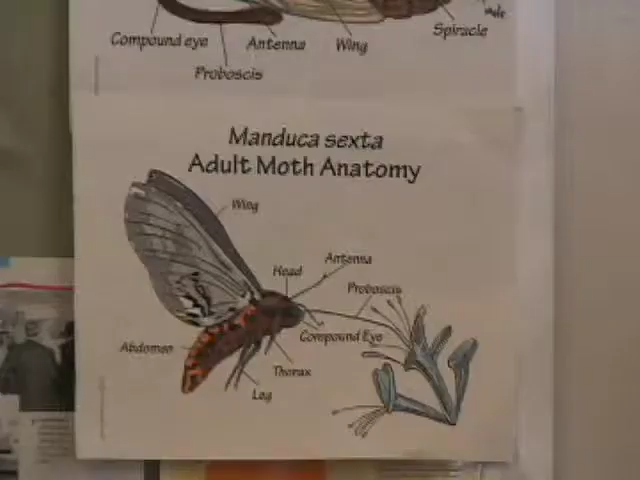 Compound eye
Antenna
Wing
Spiracle
Proboscis
Manduca sexta
Adult Moth Anatomy
Wing
Antenna
Head
Proboscis
Compound Eye
Abdomen
Thorax
Leg